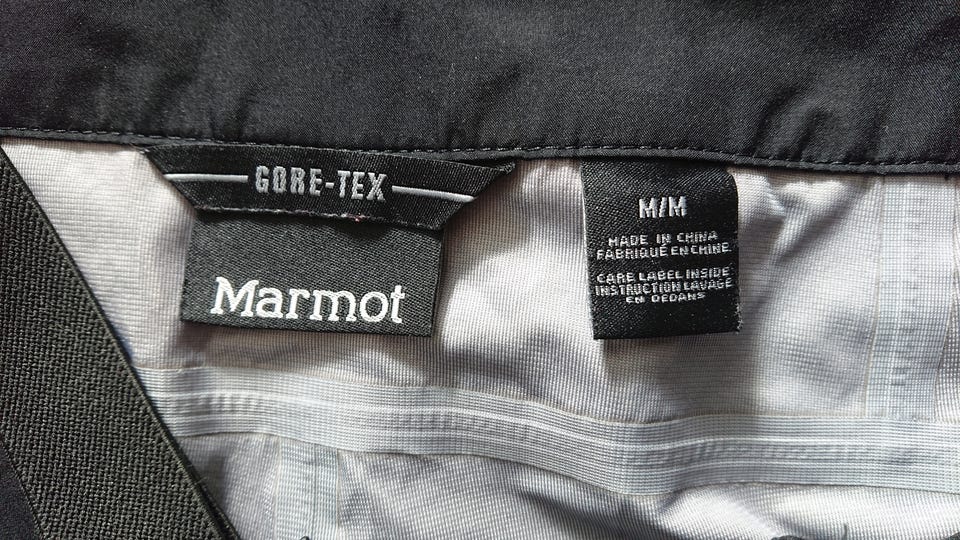 GORE-TEX
Marmot
M/M
MADE IN CHINA
FABRIQUÉ EN CHINE
CARE LABEL INSIDE
INSTRUCTION LAVAGE
EN DEDANS